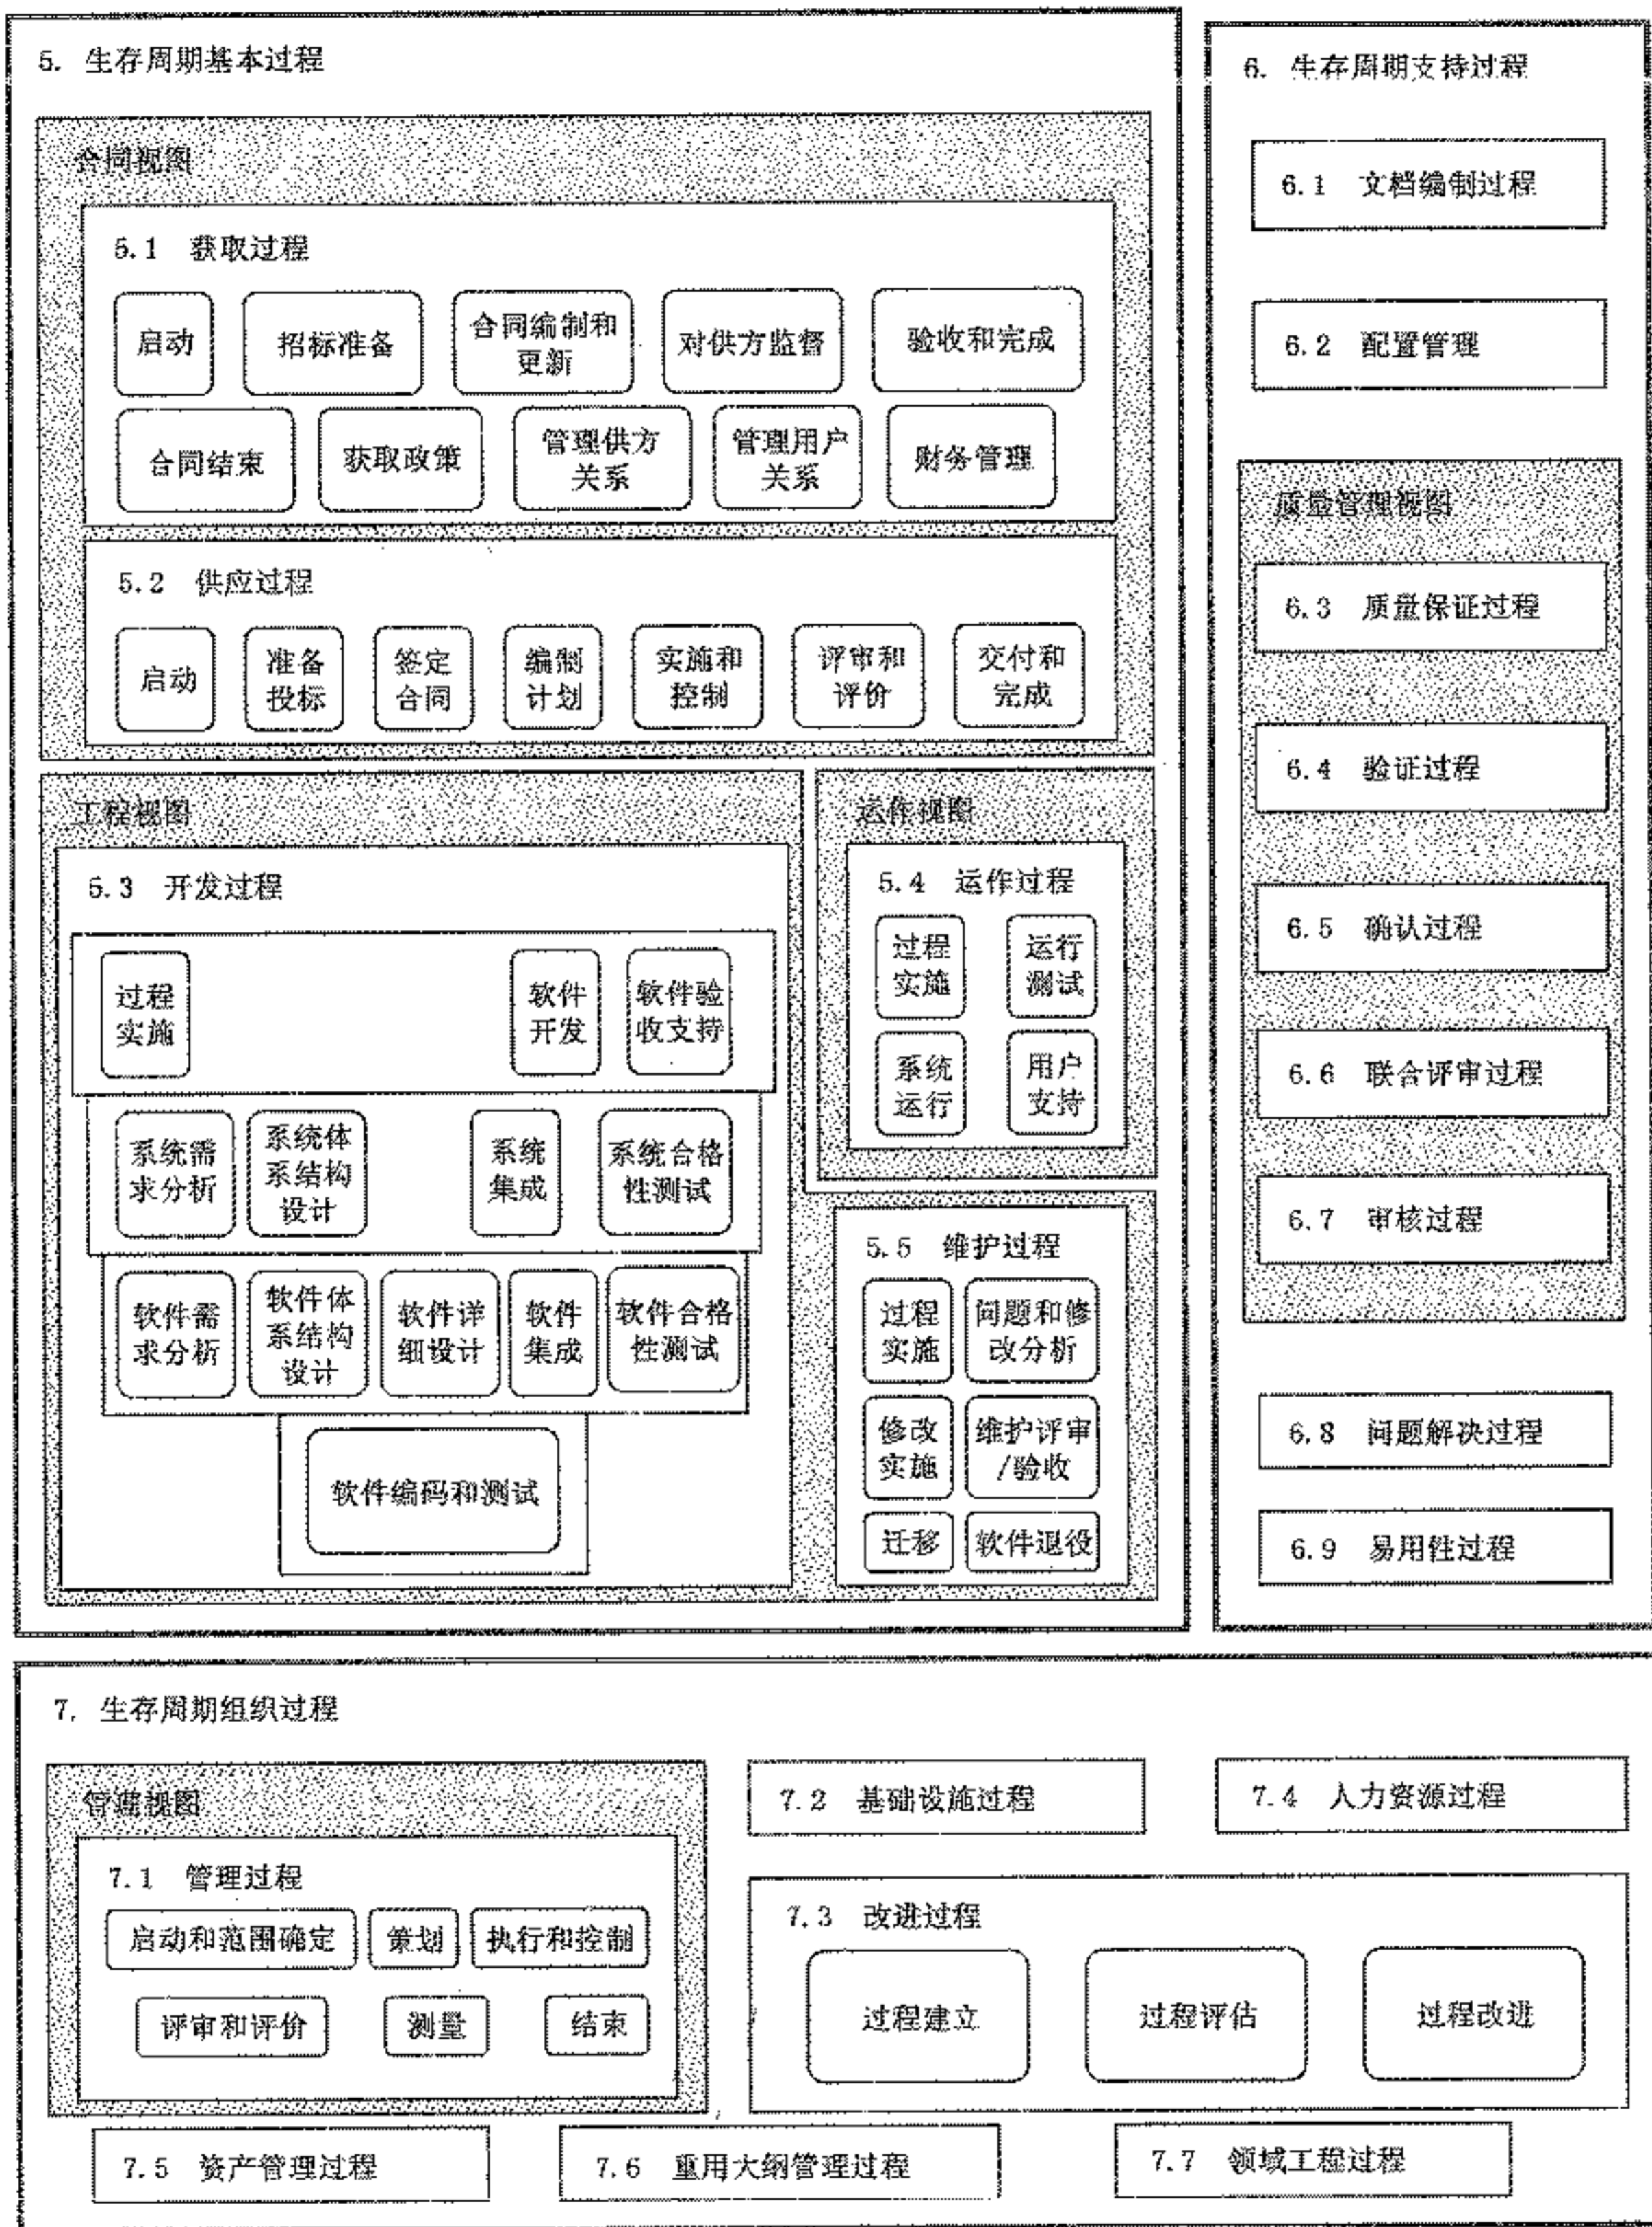 5. 生存周期基本过程
合同视图
5.1 获取过程
启动
招标准备
合同编制和
更新
对供方监督
验收和完成
合同结束
获取政策
管理供方
关系
管理用户
关系
财务管理
5.2 供应过程
启动
准备
投标
签定
合同
编制
计划
实施和
控制
评审和
评价
交付和
完成
工程视图
5.3 开发过程
过程
实施
软件
开发
软件验
收支持
系统需
求分析
系统体
系结构
设计
系统
集成
系统合格
性测试
软件需
求分析
软件体
系结构
设计
软件详
细设计
软件
集成
软件合格
性测试
软件编码和测试
运作视图
5.4 运作过程
过程
实施
运行
测试
系统
运行
用户
支持
5.5 维护过程
过程
实施
问题和修
改分析
修改
实施
维护评审
/验收
迁移
软件退役
6. 生存周期支持过程
6.1 文档编制过程
6.2 配置管理
质量管理视图
6.3 质量保证过程
6.4 验证过程
6.5 确认过程
6.6 联合评审过程
6.7 审核过程
6.8 问题解决过程
6.9 易用性过程
7. 生存周期组织过程
管理视图
7.1 管理过程
启动和范围确定
策划
执行和控制
评审和评价
测量
结束
7.2 基础设施过程
7.4 人力资源过程
7.3 改进过程
过程建立
过程评估
过程改进
7.5 资产管理过程
7.6 重用大纲管理过程
7.7 领域工程过程